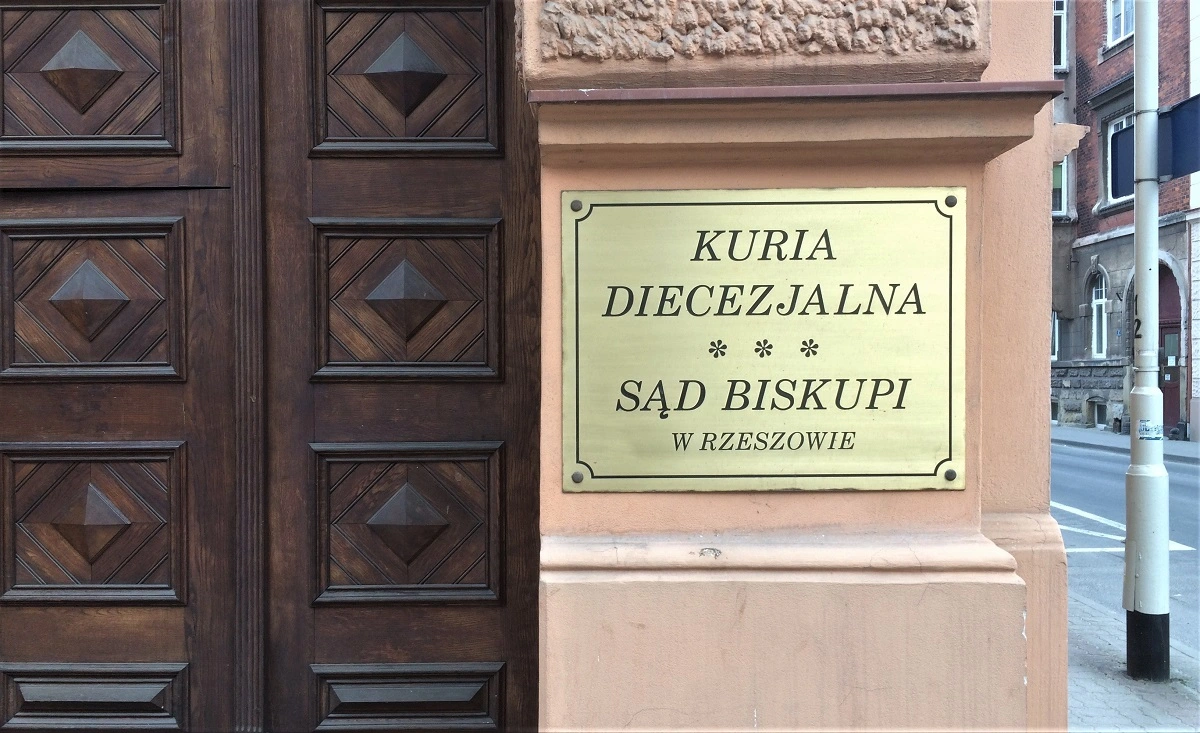 KURIA
DIECEZJALNA
* * *
SĄD BISKUPI
W RZESZOWIE